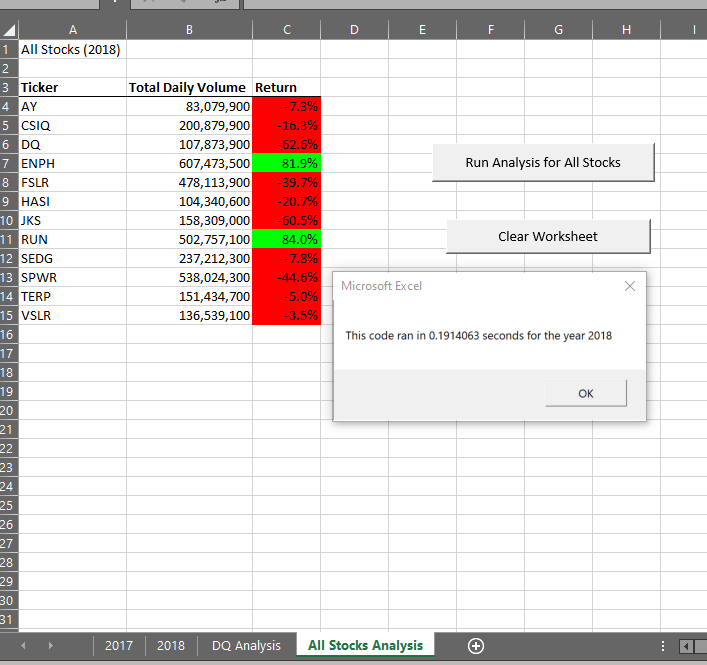 A B C D E F G H I
1 All Stocks (2018)
2
3 Ticker Total Daily Volume Return
4 AY 83,079,900 -7.3%
5 CSIQ 200,879,900 -16.3%
6 DQ 107,873,900 -62.6%
7 ENPH 607,473,500 81.9%
8 FSLR 478,113,900 -39.7%
9 HASI 104,340,600 -20.7%
10 JKS 158,309,000 -60.5%
11 RUN 502,757,100 84.0%
12 SEDG 237,212,300 -7.8%
13 SPWR 538,024,300 -44.6%
14 TERP 151,434,700 -5.0%
15 VSLR 136,539,100 -3.5%
16
17
18
19
20
21
22
23
24
25
26
27
28
29
30
31
Run Analysis for All Stocks
Clear Worksheet
Microsoft Excel
This code ran in 0.1914063 seconds for the year 2018
OK
2017 2018 DQ Analysis All Stocks Analysis